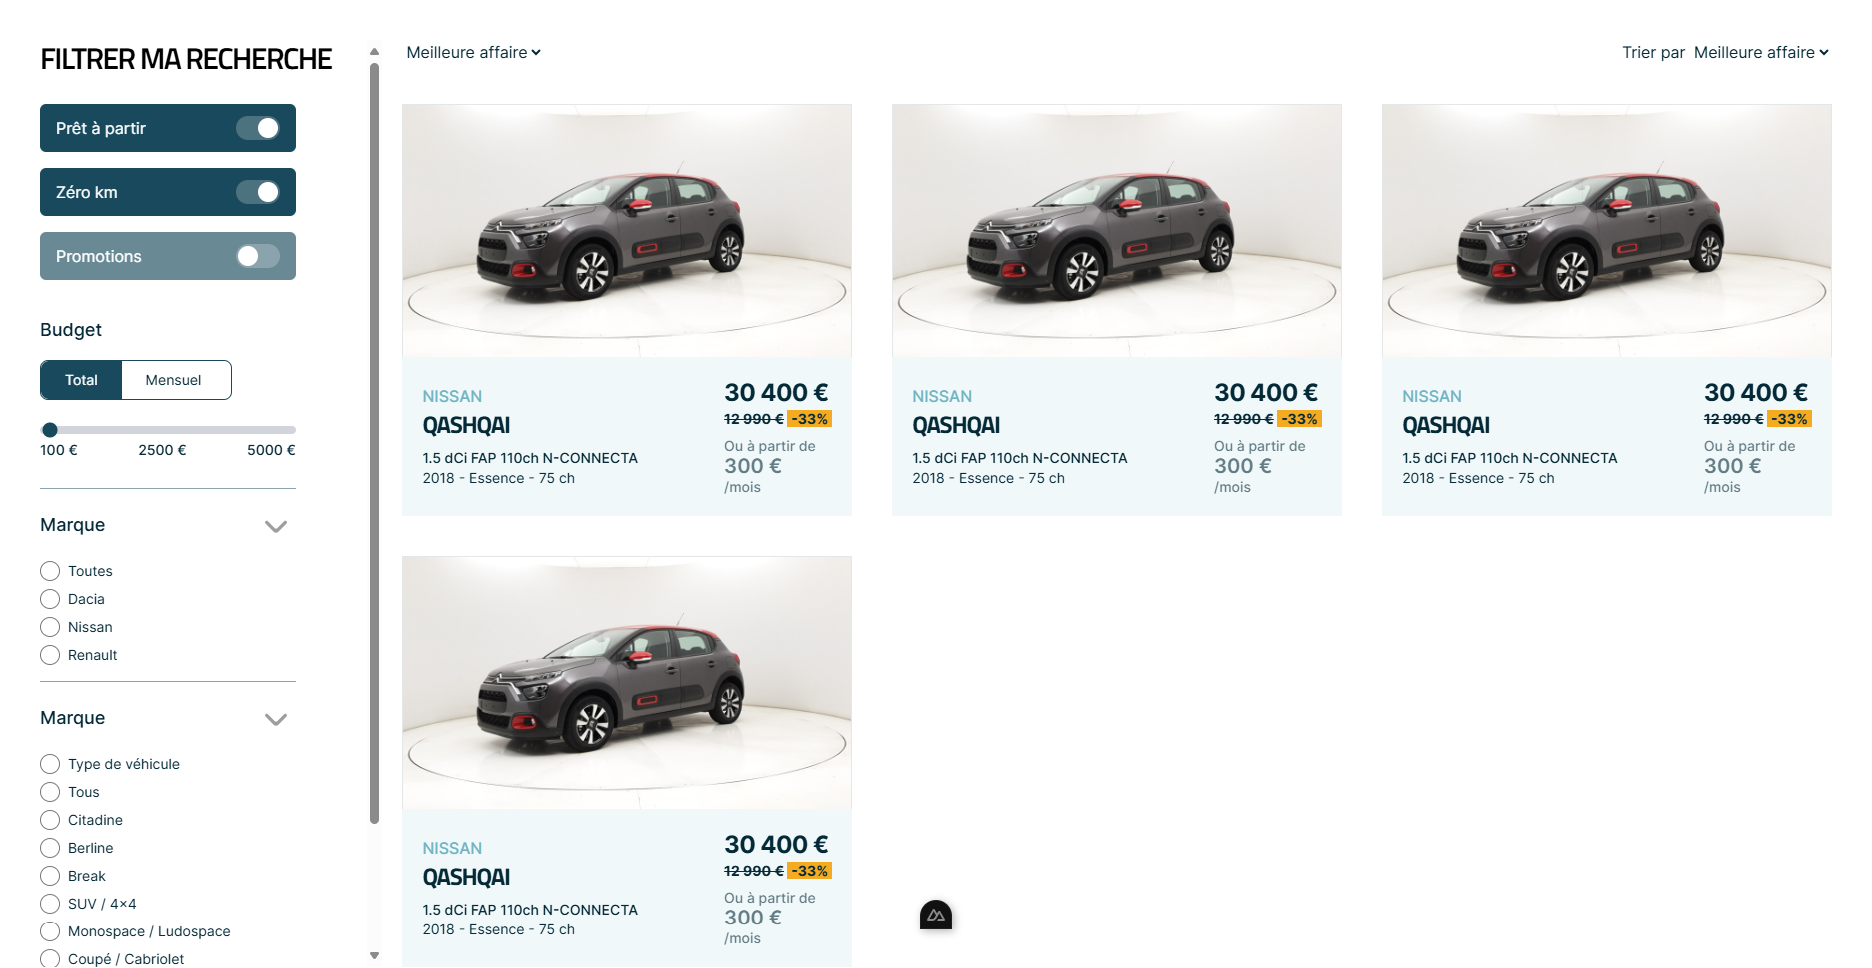 FILTRER MA RECHERCHE
Prêt à partir
Zéro km
Promotions
Budget
Total
Mensuel
100 €
2500 €
5000 €
Marque
Toutes
Dacia
Nissan
Renault
Marque
Type de véhicule
Tous
Citadine
Berline
Break
SUV / 4×4
Monospace / Ludospace
Coupé / Cabriolet
Meilleure affaire
Trier par Meilleure affaire
NISSAN
QASHQAI
1.5 dCi FAP 110ch N-CONNECTA
2018 - Essence - 75 ch
30 400 €
12 990 € -33%
Ou à partir de
300 €
/mois
NISSAN
QASHQAI
1.5 dCi FAP 110ch N-CONNECTA
2018 - Essence - 75 ch
30 400 €
12 990 € -33%
Ou à partir de
300 €
/mois
NISSAN
QASHQAI
1.5 dCi FAP 110ch N-CONNECTA
2018 - Essence - 75 ch
30 400 €
12 990 € -33%
Ou à partir de
300 €
/mois
NISSAN
QASHQAI
1.5 dCi FAP 110ch N-CONNECTA
2018 - Essence - 75 ch
30 400 €
12 990 € -33%
Ou à partir de
300 €
/mois